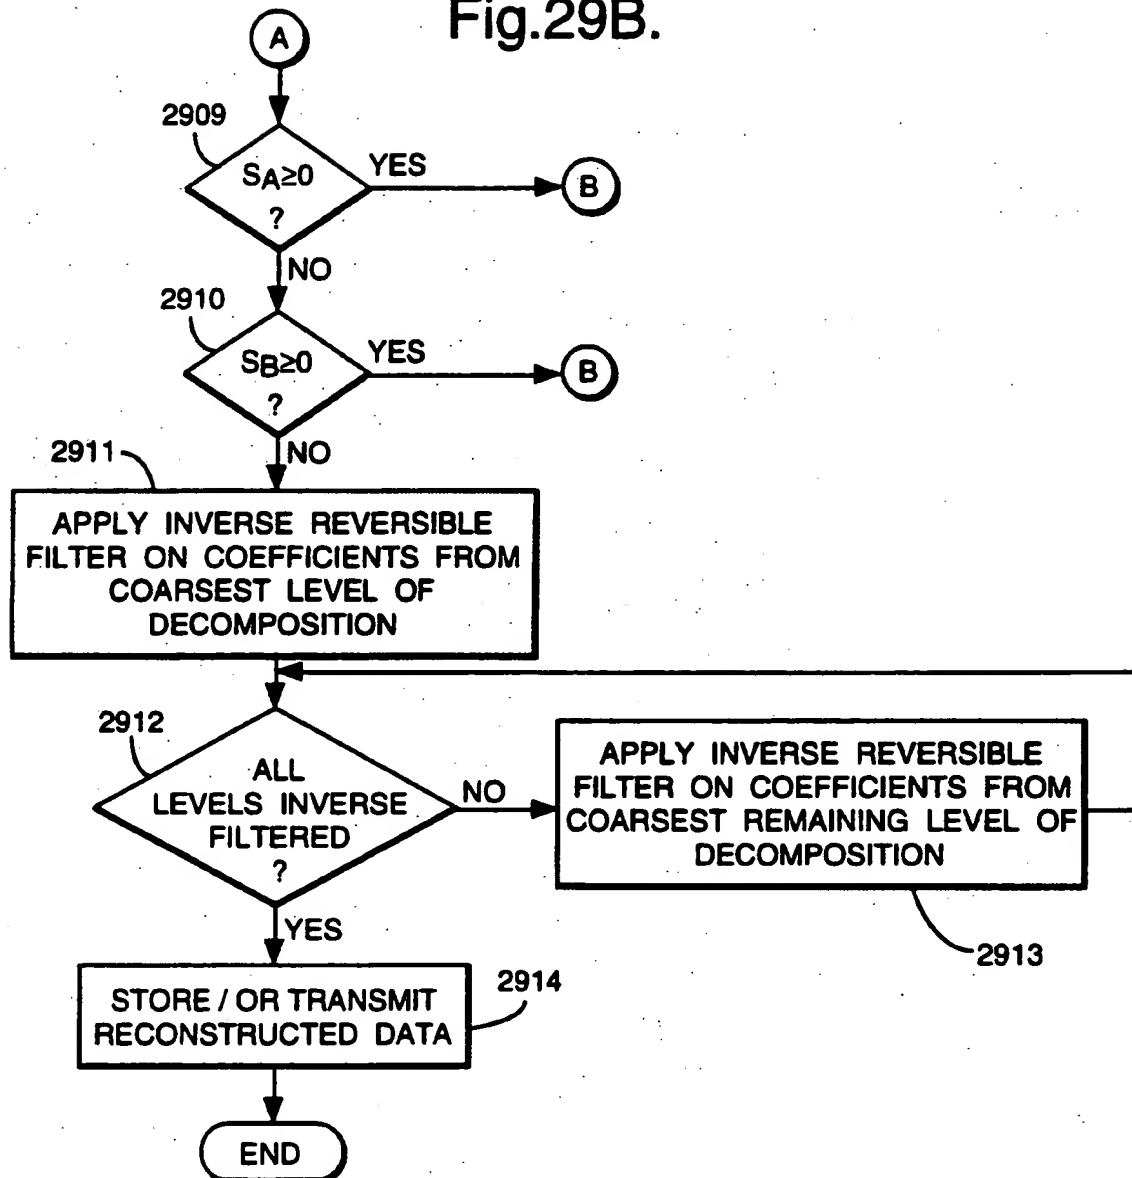 Fig.29B.
A
2909
SA≥0
?
YES
B
NO
2910
SB≥0
?
YES
B
NO
2911
APPLY INVERSE REVERSIBLE
FILTER ON COEFFICIENTS FROM
COARSEST LEVEL OF
DECOMPOSITION
2912
ALL
LEVELS INVERSE
FILTERED
?
NO
APPLY INVERSE REVERSIBLE
FILTER ON COEFFICIENTS FROM
COARSEST REMAINING LEVEL OF
DECOMPOSITION
2913
YES
STORE / OR TRANSMIT
RECONSTRUCTED DATA
2914
END